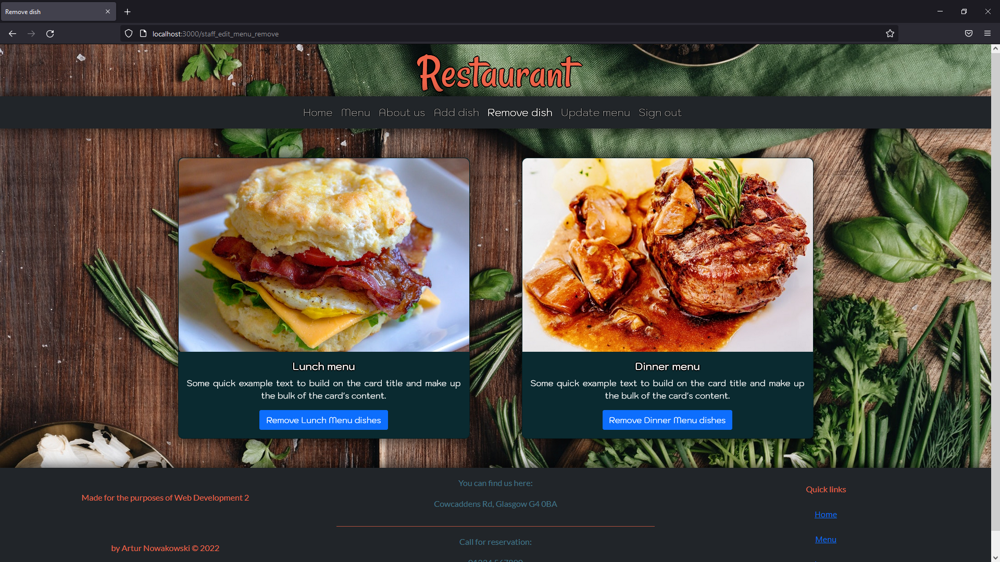 Remove dish
localhost:3000/staff_edit_menu_remove
Restaurant
Home Menu About us Add dish Remove dish Update menu Sign out
Lunch menu
Some quick example text to build on the card title and make up
the bulk of the card's content.
Remove Lunch Menu dishes
Dinner menu
Some quick example text to build on the card title and make up
the bulk of the card's content.
Remove Dinner Menu dishes
Made for the purposes of Web Development 2
by Artur Nowakowski © 2022
You can find us here:
Cowcaddens Rd, Glasgow G4 0BA
Call for reservation:
Quick links
Home
Menu